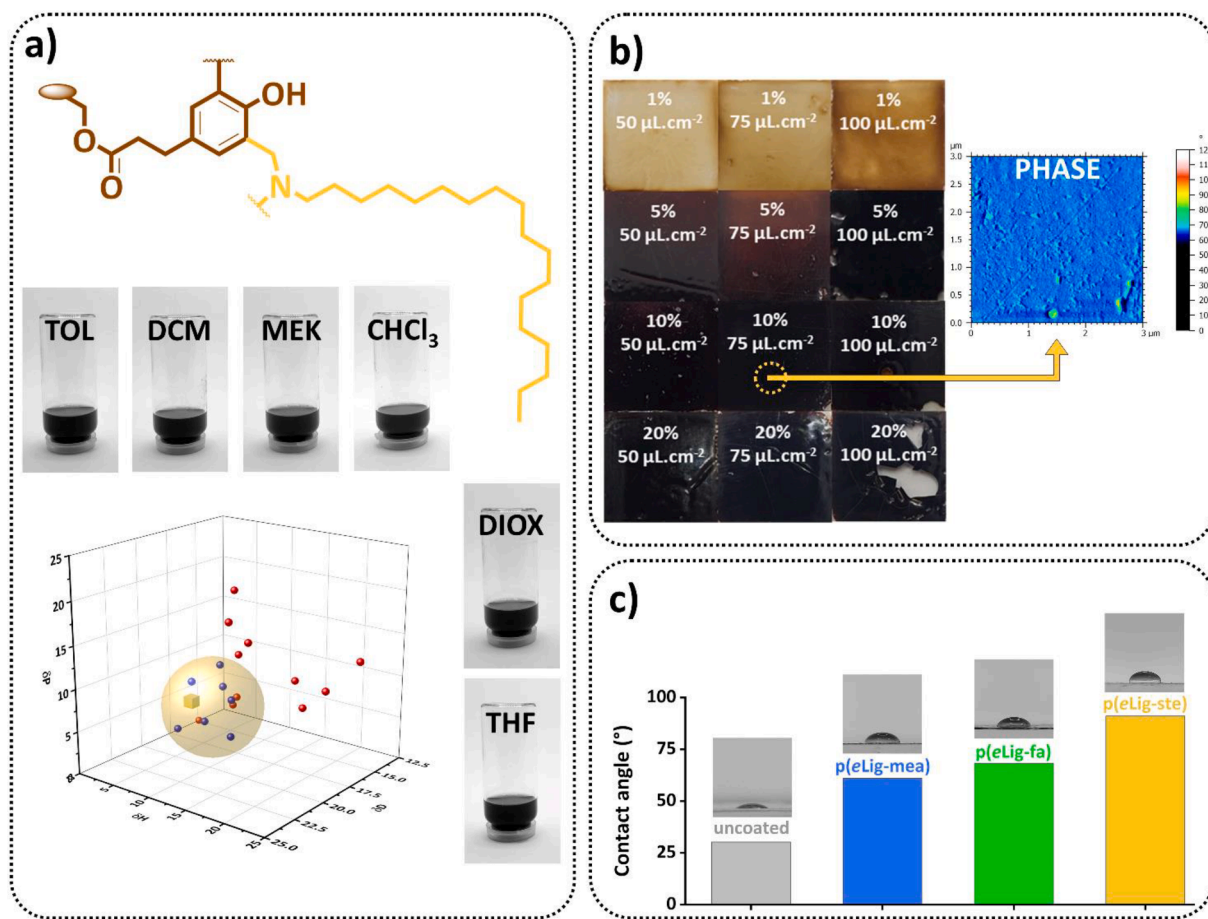 a)
OH
O
O
N
TOL
DCM
MEK
CHCl₃
DIOX
THF
25
20
15
10
5
δP
5
10
15
20
25
δH
12.5
15.0
17.5
20.0
22.5
25.0
δD
b)
1%
50 µL.cm⁻²
1%
75 µL.cm⁻²
1%
100 µL.cm⁻²
5%
50 µL.cm⁻²
5%
75 µL.cm⁻²
5%
100 µL.cm⁻²
10%
50 µL.cm⁻²
10%
75 µL.cm⁻²
10%
100 µL.cm⁻²
20%
50 µL.cm⁻²
20%
75 µL.cm⁻²
20%
100 µL.cm⁻²
PHASE
µm
3.0
2.5
2.0
1.5
1.0
0.5
0.0
0
1
2
3 µm
°
110
100
90
80
70
60
50
40
30
20
10
0
c)
Contact angle (°)
100
75
50
25
0
uncoated
p(eLig-mea)
p(eLig-fa)
p(eLig-ste)